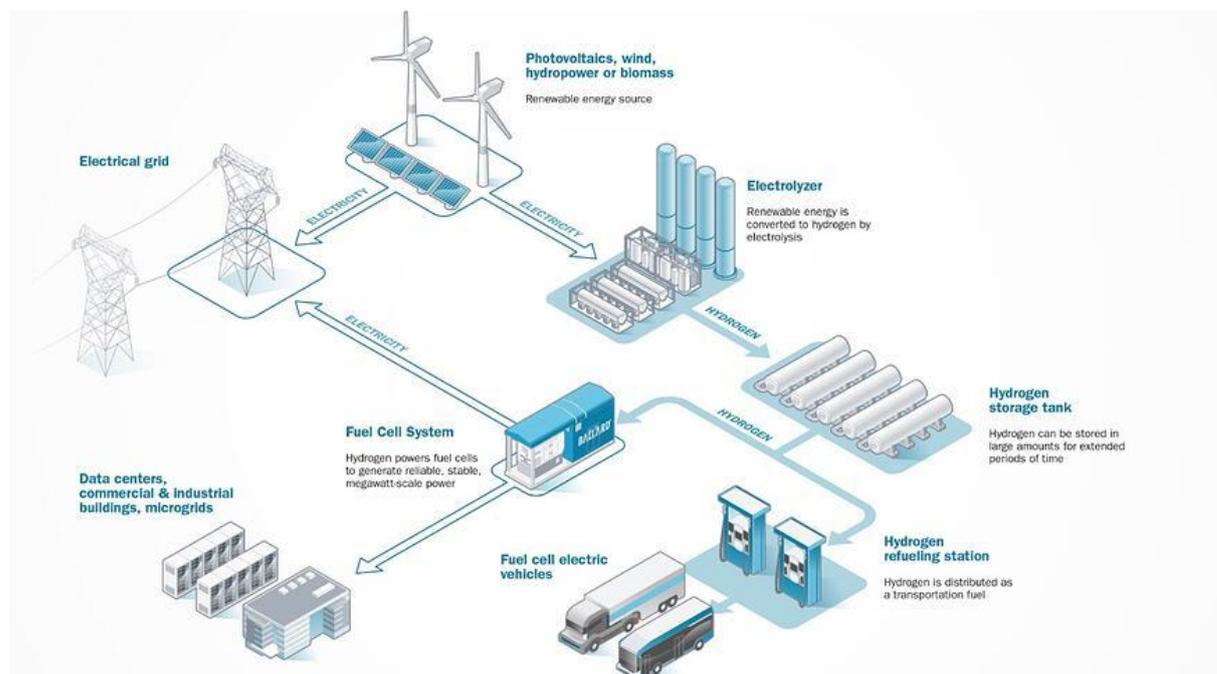 Photovoltaics, wind,
hydropower or biomass
Renewable energy source
Electrical grid
ELECTRICITY
ELECTRICITY
Electrolyzer
Renewable energy is
converted to hydrogen by
electrolysis
HYDROGEN
ELECTRICITY
Hydrogen
storage tank
Hydrogen can be stored in
large amounts for extended
periods of time
HYDROGEN
Fuel Cell System
Hydrogen powers fuel cells
to generate reliable, stable,
megawatt-scale power
BALLARD
Data centers,
commercial & industrial
buildings, microgrids
Fuel cell electric
vehicles
Hydrogen
refueling station
Hydrogen is distributed as
a transportation fuel